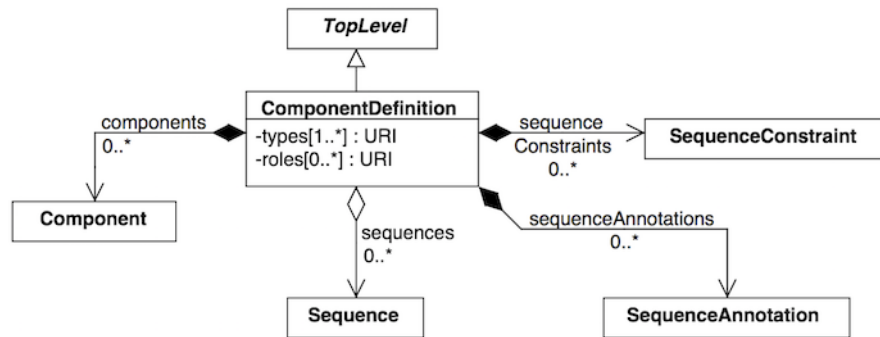 TopLevel
ComponentDefinition
-types[1..*] : URI
-roles[0..*] : URI
components
0..*
sequence
Constraints
0..*
SequenceConstraint
Component
sequences
0..*
sequenceAnnotations
0..*
Sequence
SequenceAnnotation